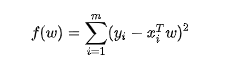 f(w) = \sum_{i=1}^{m} (y_i - x_i^T w)^2